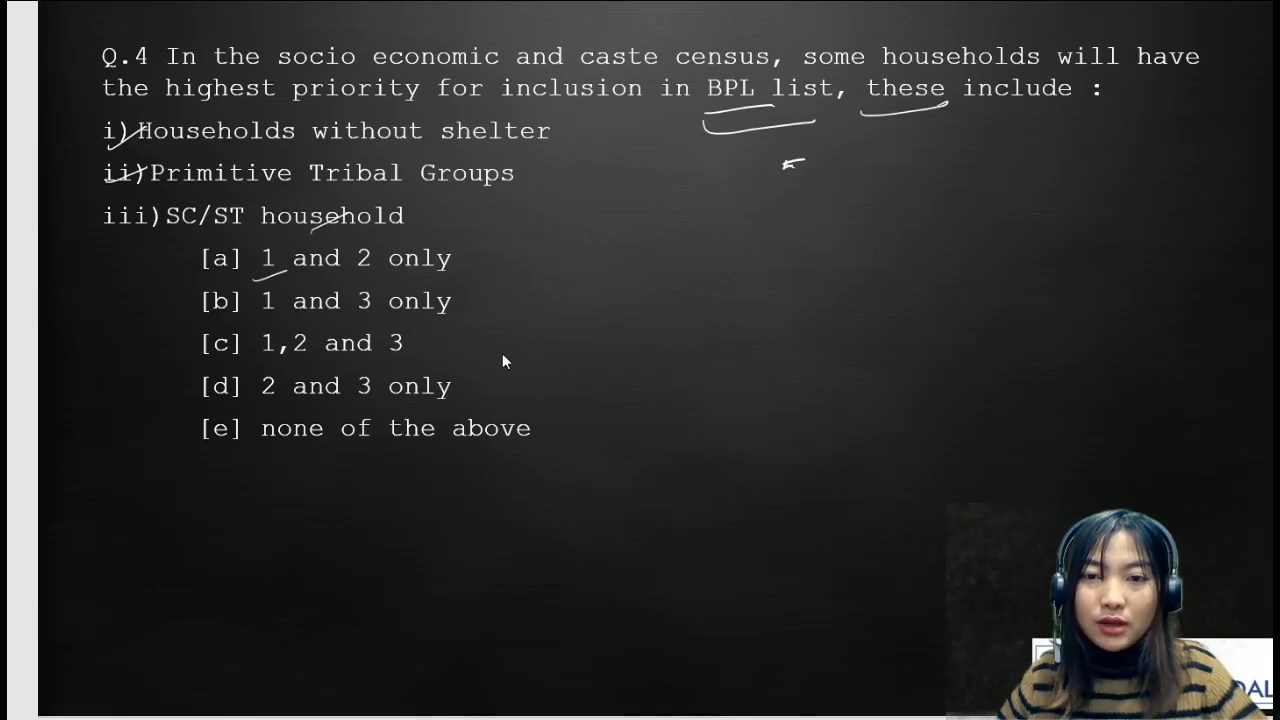 Q.4 In the socio economic and caste census, some households will have
the highest priority for inclusion in BPL list, these include :
i)Households without shelter
ii)Primitive Tribal Groups
iii)SC/ST household
[a] 1 and 2 only
[b] 1 and 3 only
[c] 1,2 and 3
[d] 2 and 3 only
[e] none of the above
DAL